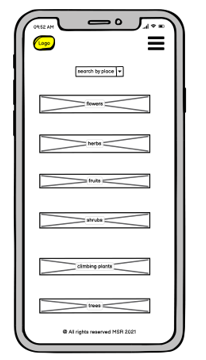 09:52 AM
Logo
search by place
flowers
herbs
fruits
shrubs
climbing plants
trees
© All rights reserved MSR 2021